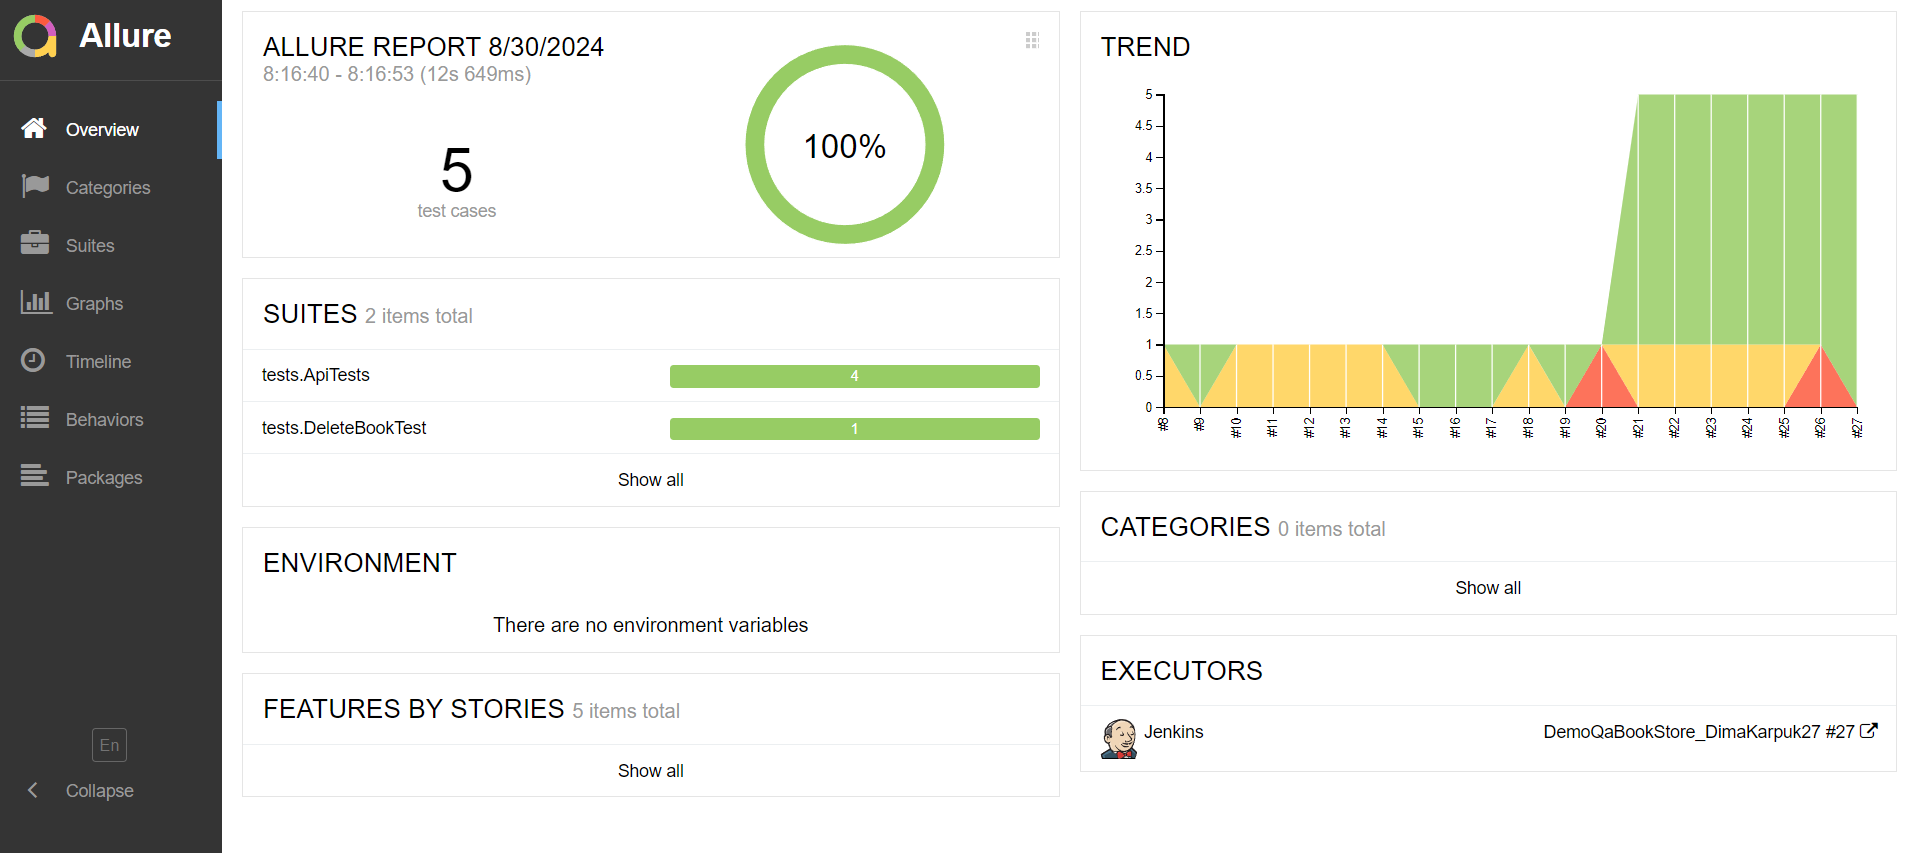 Allure
Overview
Categories
Suites
Graphs
Timeline
Behaviors
Packages
En
Collapse
ALLURE REPORT 8/30/2024
8:16:40 - 8:16:53 (12s 649ms)
5
test cases
100%
SUITES 2 items total
tests.ApiTests 4
tests.DeleteBookTest 1
Show all
ENVIRONMENT
There are no environment variables
FEATURES BY STORIES 5 items total
Show all
TREND
5
4.5
4
3.5
3
2.5
2
1.5
1
0.5
0
#8 #9 #10 #11 #12 #13 #14 #15 #16 #17 #18 #19 #20 #21 #22 #23 #24 #25 #26 #27
CATEGORIES 0 items total
Show all
EXECUTORS
Jenkins DemoQaBookStore_DimaKarpuk27 #27